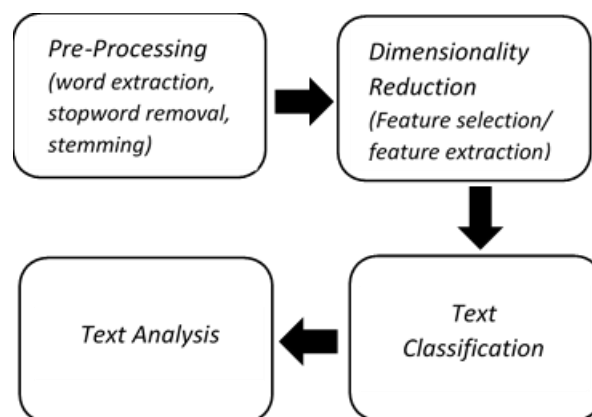 Pre-Processing
(word extraction,
stopword removal,
stemming)
Dimensionality
Reduction
(Feature selection/
feature extraction)
Text
Classification
Text Analysis